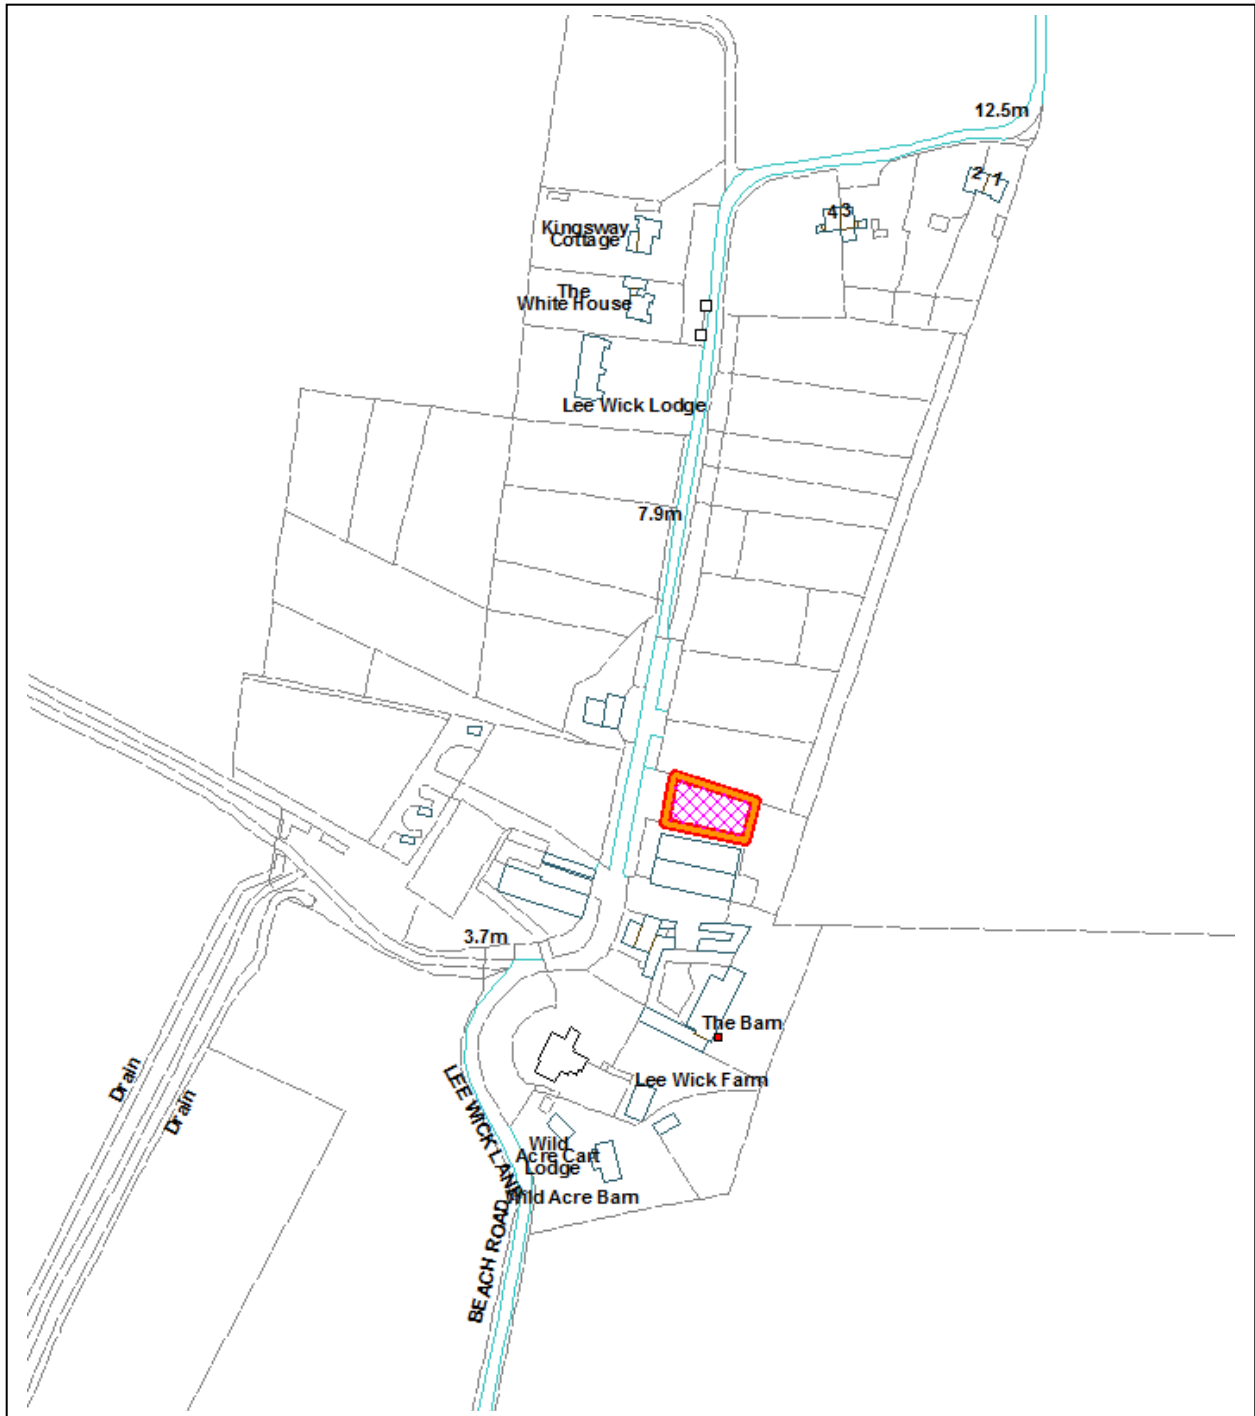 12.5m
2
1
4
3
Kingsway
Cottage
The
White House
Lee Wick Lodge
7.9m
3.7m
The Barn
Lee Wick Farm
Drain
Drain
LEE WICK LANE
Wild
Acre Cart
Lodge
Wild Acre Barn
BEACH ROAD